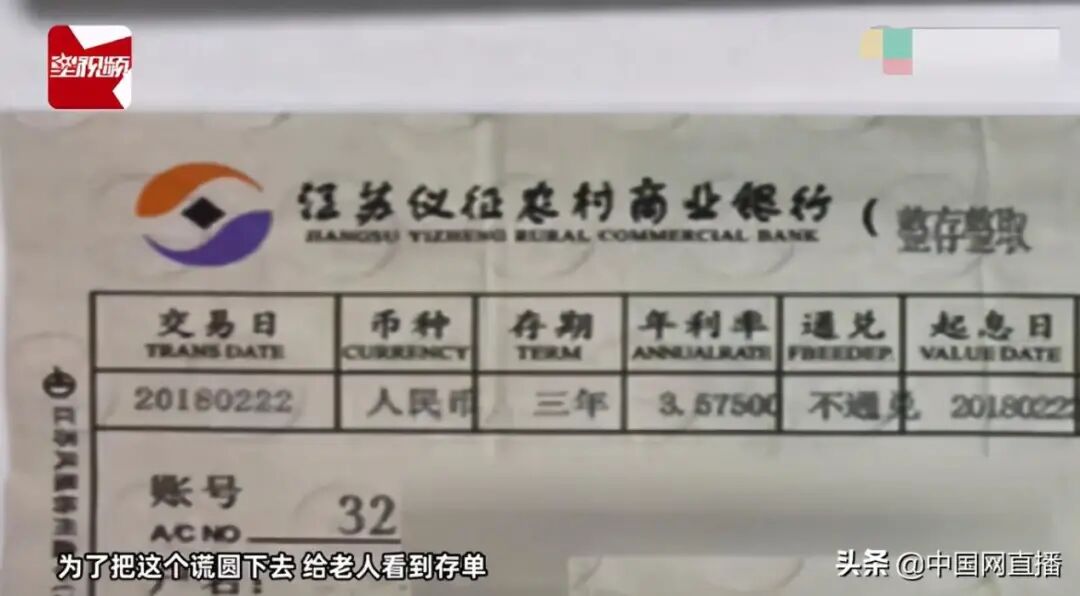 星视频
江苏仪征农村商业银行 ( 整存整取
JIANGSU YIZHENG RURAL COMMERCIAL BANK
交易日 币种 存期 年利率 通兑 起息日
TRANS DATE CURRENCY TERM ANNUALRATE FREEDEP. VALUE DATE
20180222 人民币 三年 3.57500 不通兑 20180222
账号
A/C NO 32
为了把这个谎圆下去 给老人看到存单
头条 @中国网直播